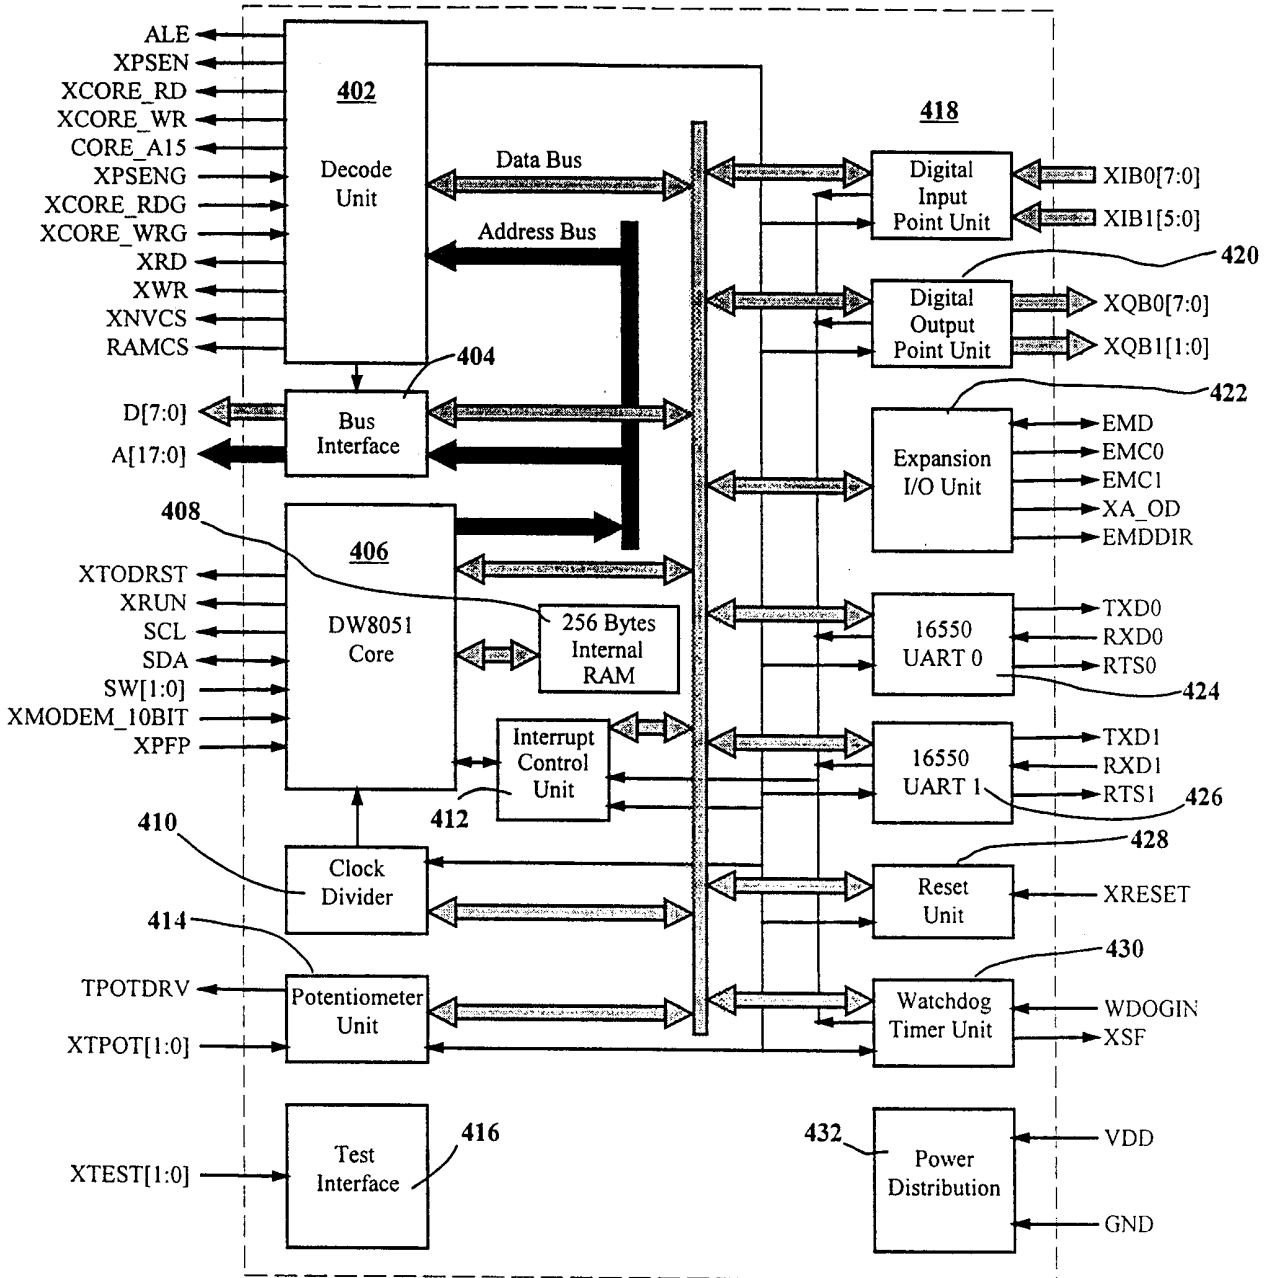 ALE
XPSEN
XCORE_RD
XCORE_WR
CORE_A15
XPSENG
XCORE_RDG
XCORE_WRG
XRD
XWR
XNVCS
RAMCS
402
Decode
Unit
Data Bus
Address Bus
418
Digital
Input
Point Unit
XIB0[7:0]
XIB1[5:0]
420
Digital
Output
Point Unit
XQB0[7:0]
XQB1[1:0]
404
D[7:0]
A[17:0]
Bus
Interface
422
Expansion
I/O Unit
EMD
EMC0
EMC1
XA_OD
EMDDIR
408
406
DW8051
Core
XTODRST
XRUN
SCL
SDA
SW[1:0]
XMODEM_10BIT
XPFP
256 Bytes
Internal
RAM
16550
UART 0
TXD0
RXD0
RTS0
424
Interrupt
Control
Unit
412
16550
UART 1
TXD1
RXD1
RTS1
426
410
Clock
Divider
428
Reset
Unit
XRESET
414
TPOTDRV
XTPOT[1:0]
Potentiometer
Unit
430
Watchdog
Timer Unit
WDOGIN
XSF
XTEST[1:0]
Test
Interface
416
432
Power
Distribution
VDD
GND